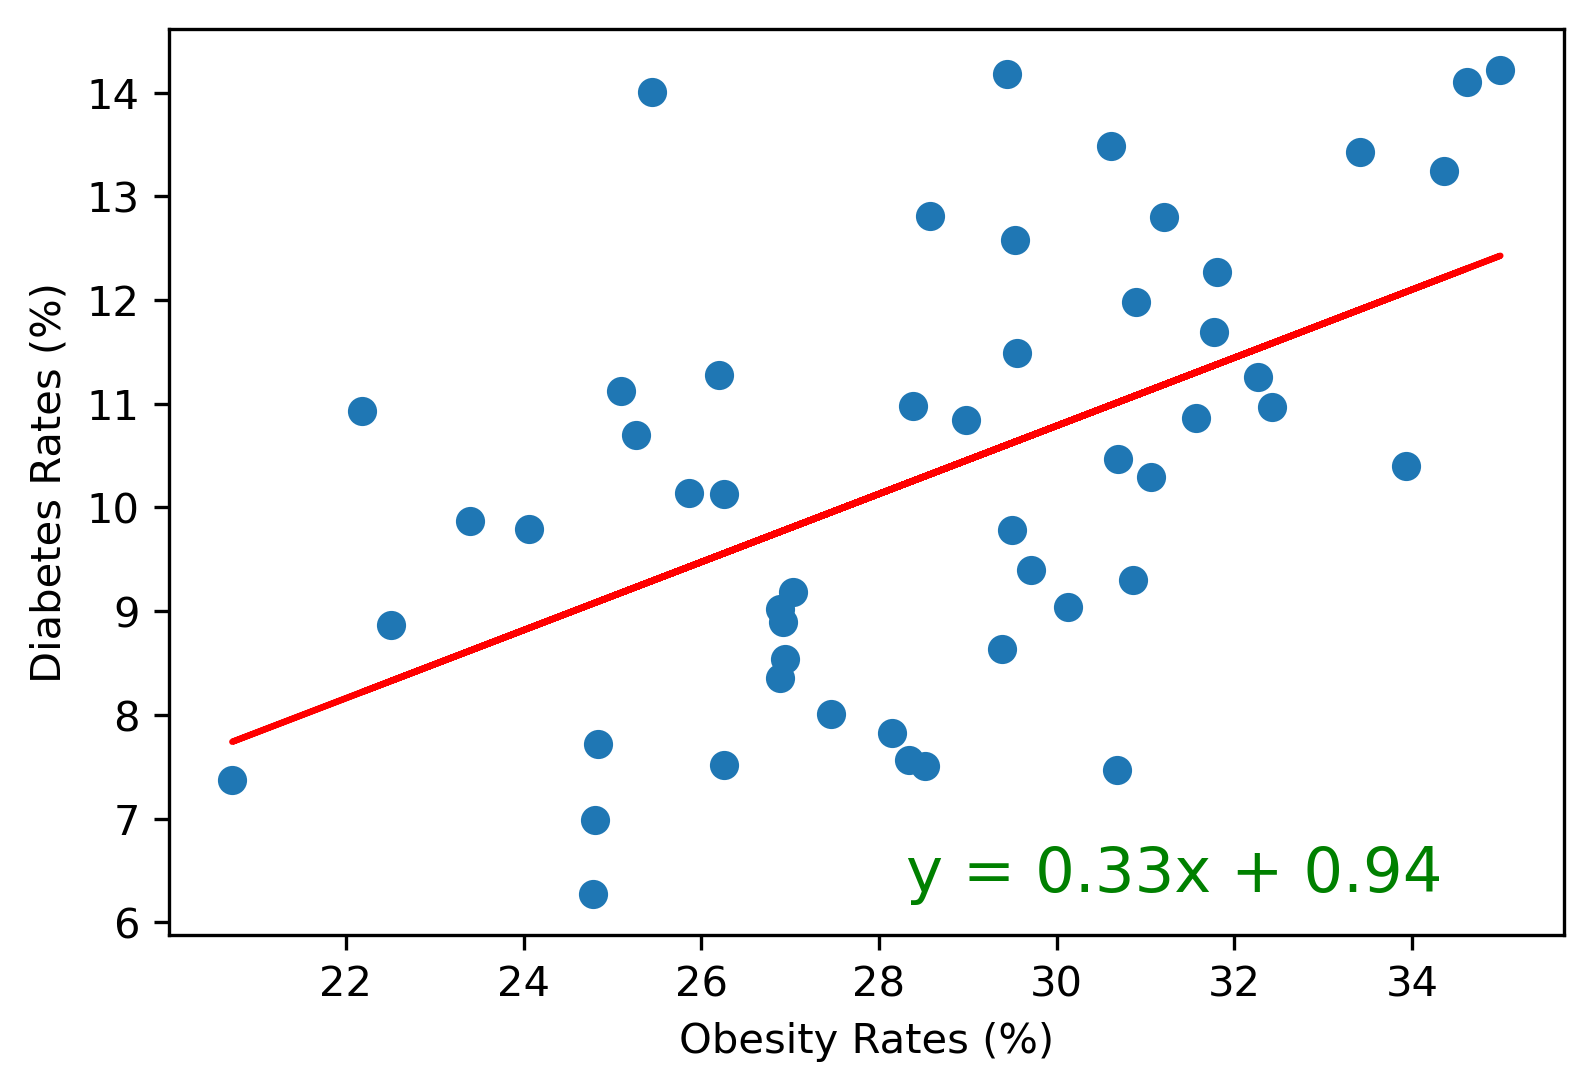 14
13
12
11
10
9
8
7
6
Diabetes Rates (%)
y = 0.33x + 0.94
22 24 26 28 30 32 34
Obesity Rates (%)